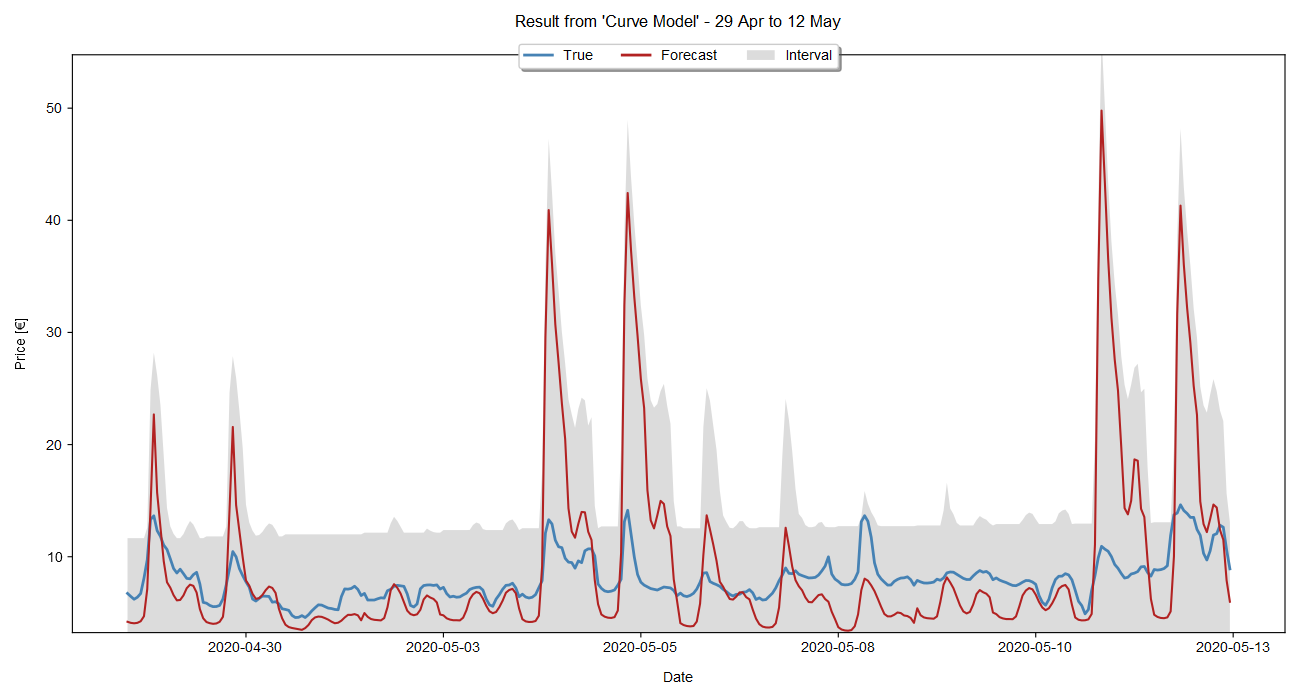 Result from 'Curve Model' - 29 Apr to 12 May
True Forecast Interval
50
40
30
20
10
Price [€]
2020-04-30 2020-05-03 2020-05-05 2020-05-08 2020-05-10 2020-05-13
Date